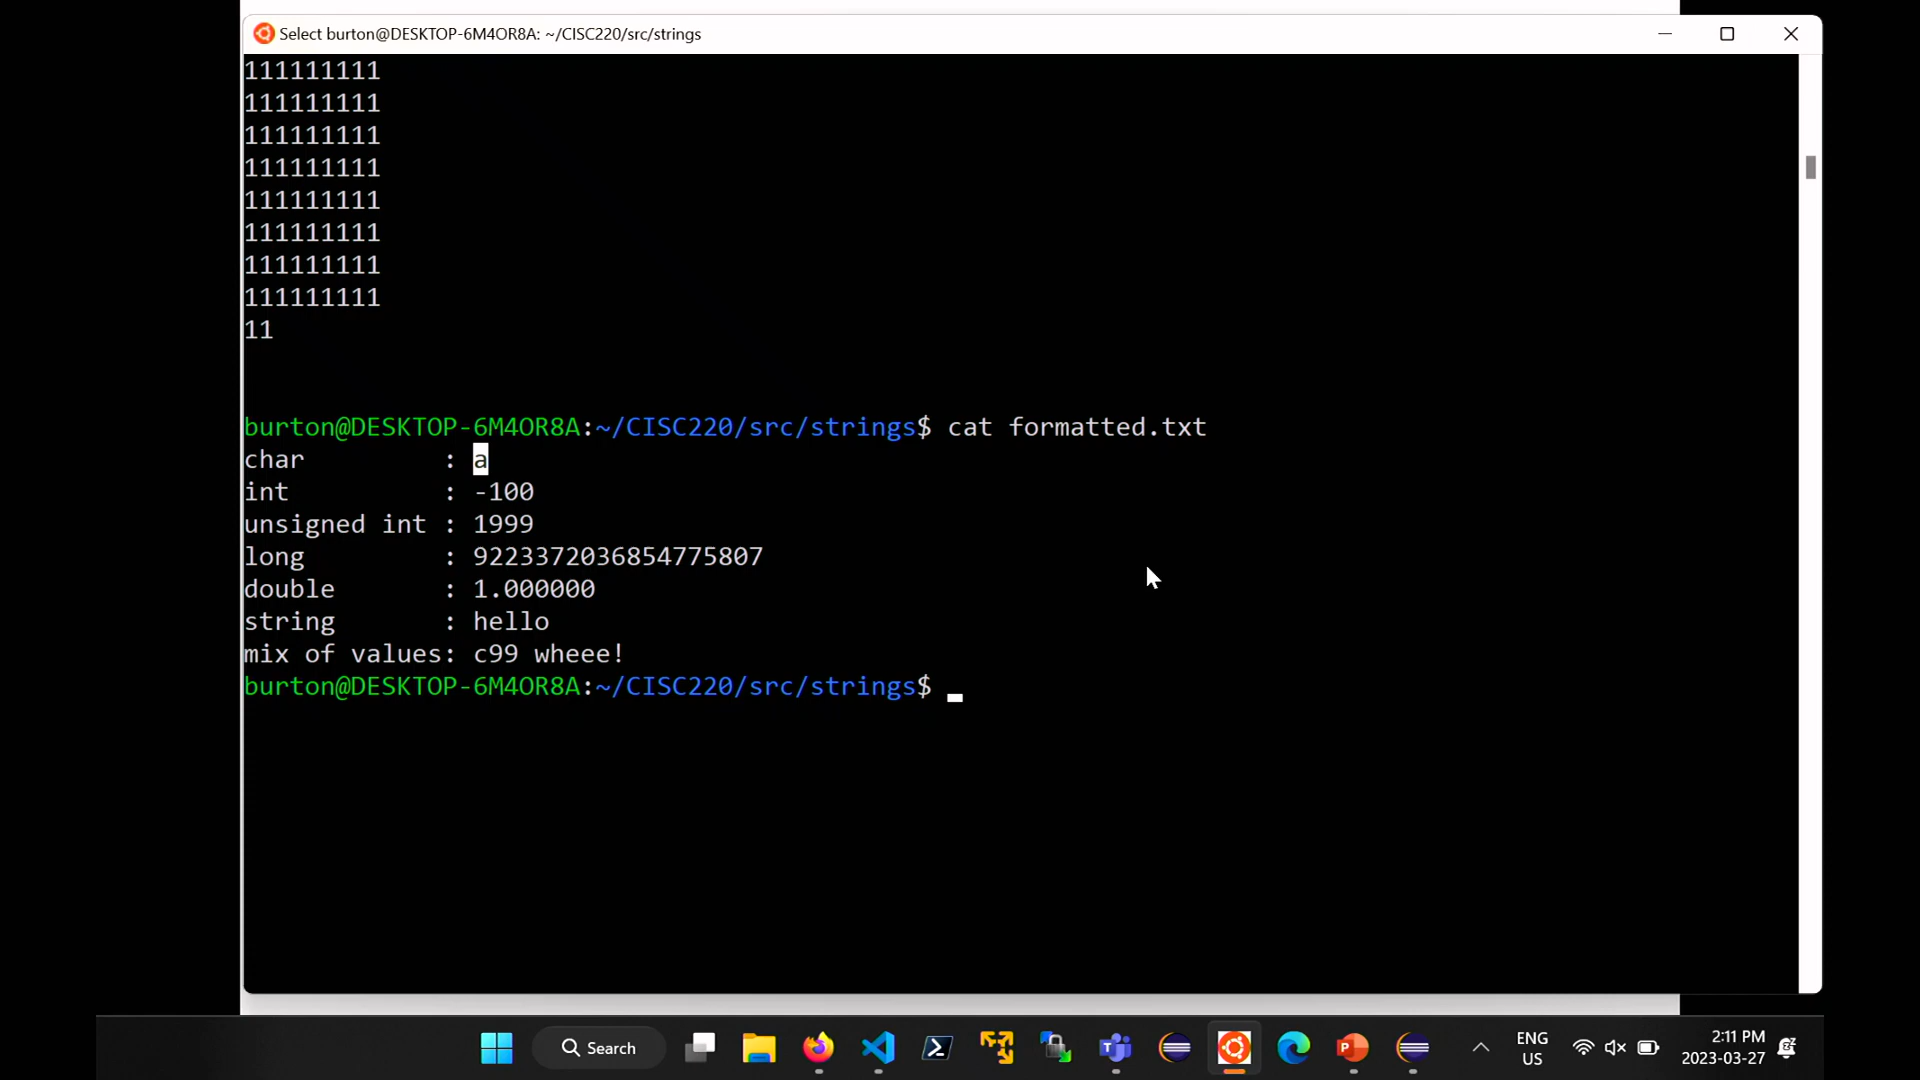 Select burton@DESKTOP-6M4OR8A: ~/CISC220/src/strings
111111111
111111111
111111111
111111111
111111111
111111111
111111111
111111111
11
burton@DESKTOP-6M4OR8A:~/CISC220/src/strings$ cat formatted.txt
char         : a
int          : -100
unsigned int : 1999
long         : 9223372036854775807
double       : 1.000000
string       : hello
mix of values: c99 wheee!
burton@DESKTOP-6M4OR8A:~/CISC220/src/strings$
Search
ENG
US
2:11 PM
2023-03-27